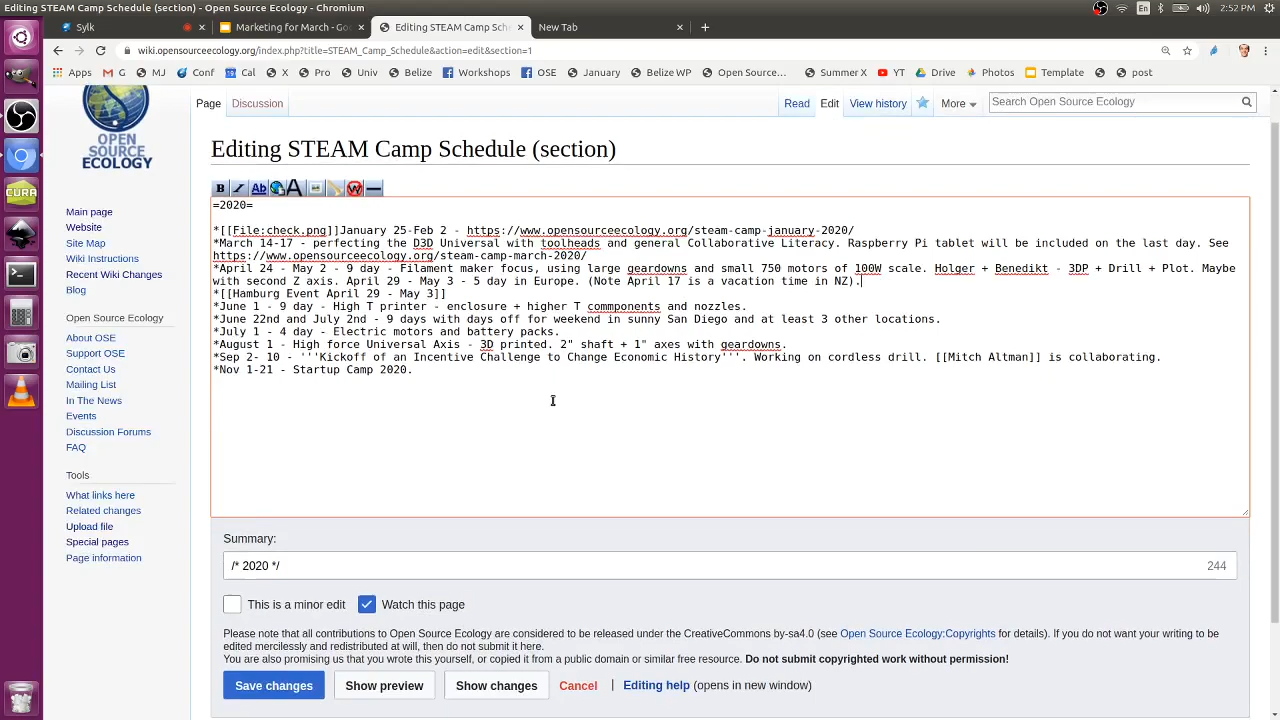 Editing STEAM Camp Schedule (section) - Open Source Ecology - Chromium
En
2:52 PM
Sylk
Marketing for March - Goo
Editing STEAM Camp Sch
New Tab
wiki.opensourceecology.org/index.php?title=STEAM_Camp_Schedule&action=edit&section=1
Apps
G
MJ
Conf
Cal
X
Pro
Univ
Belize
Workshops
OSE
January
Belize WP
Open Source…
Summer X
YT
Drive
Photos
Template
post
OPEN
SOURCE
ECOLOGY
Page
Discussion
Read
Edit
View history
More
Search Open Source Ecology
Editing STEAM Camp Schedule (section)
B
Ab
A
W
=2020=
*[[File:check.png]]January 25-Feb 2 - https://www.opensourceecology.org/steam-camp-january-2020/
*March 14-17 - perfecting the D3D Universal with toolheads and general Collaborative Literacy. Raspberry Pi tablet will be included on the last day. See
https://www.opensourceecology.org/steam-camp-march-2020/
*April 24 - May 2 - 9 day - Filament maker focus, using large geardowns and small 750 motors of 100W scale. Holger + Benedikt - 3DP + Drill + Plot. Maybe
with second Z axis. April 29 - May 3 - 5 day in Europe. (Note April 17 is a vacation time in NZ).
*[[Hamburg Event April 29 - May 3]]
*June 1 - 9 day - High T printer - enclosure + higher T commponents and nozzles.
*June 22nd and July 2nd - 9 days with days off for weekend in sunny San Diego and at least 3 other locations.
*July 1 - 4 day - Electric motors and battery packs.
*August 1 - High force Universal Axis - 3D printed. 2" shaft + 1" axes with geardowns.
*Sep 2- 10 - '''Kickoff of an Incentive Challenge to Change Economic History'''. Working on cordless drill. [[Mitch Altman]] is collaborating.
*Nov 1-21 - Startup Camp 2020.
Main page
Website
Site Map
Wiki Instructions
Recent Wiki Changes
Blog
Open Source Ecology
About OSE
Support OSE
Contact Us
Mailing List
In The News
Events
Discussion Forums
FAQ
Tools
What links here
Related changes
Upload file
Special pages
Page information
CURA
Summary:
/* 2020 */
244
This is a minor edit
Watch this page
Please note that all contributions to Open Source Ecology are considered to be released under the CreativeCommons by-sa4.0 (see Open Source Ecology:Copyrights for details). If you do not want your writing to be
edited mercilessly and redistributed at will, then do not submit it here.
You are also promising us that you wrote this yourself, or copied it from a public domain or similar free resource. Do not submit copyrighted work without permission!
Save changes
Show preview
Show changes
Cancel
|
Editing help (opens in new window)